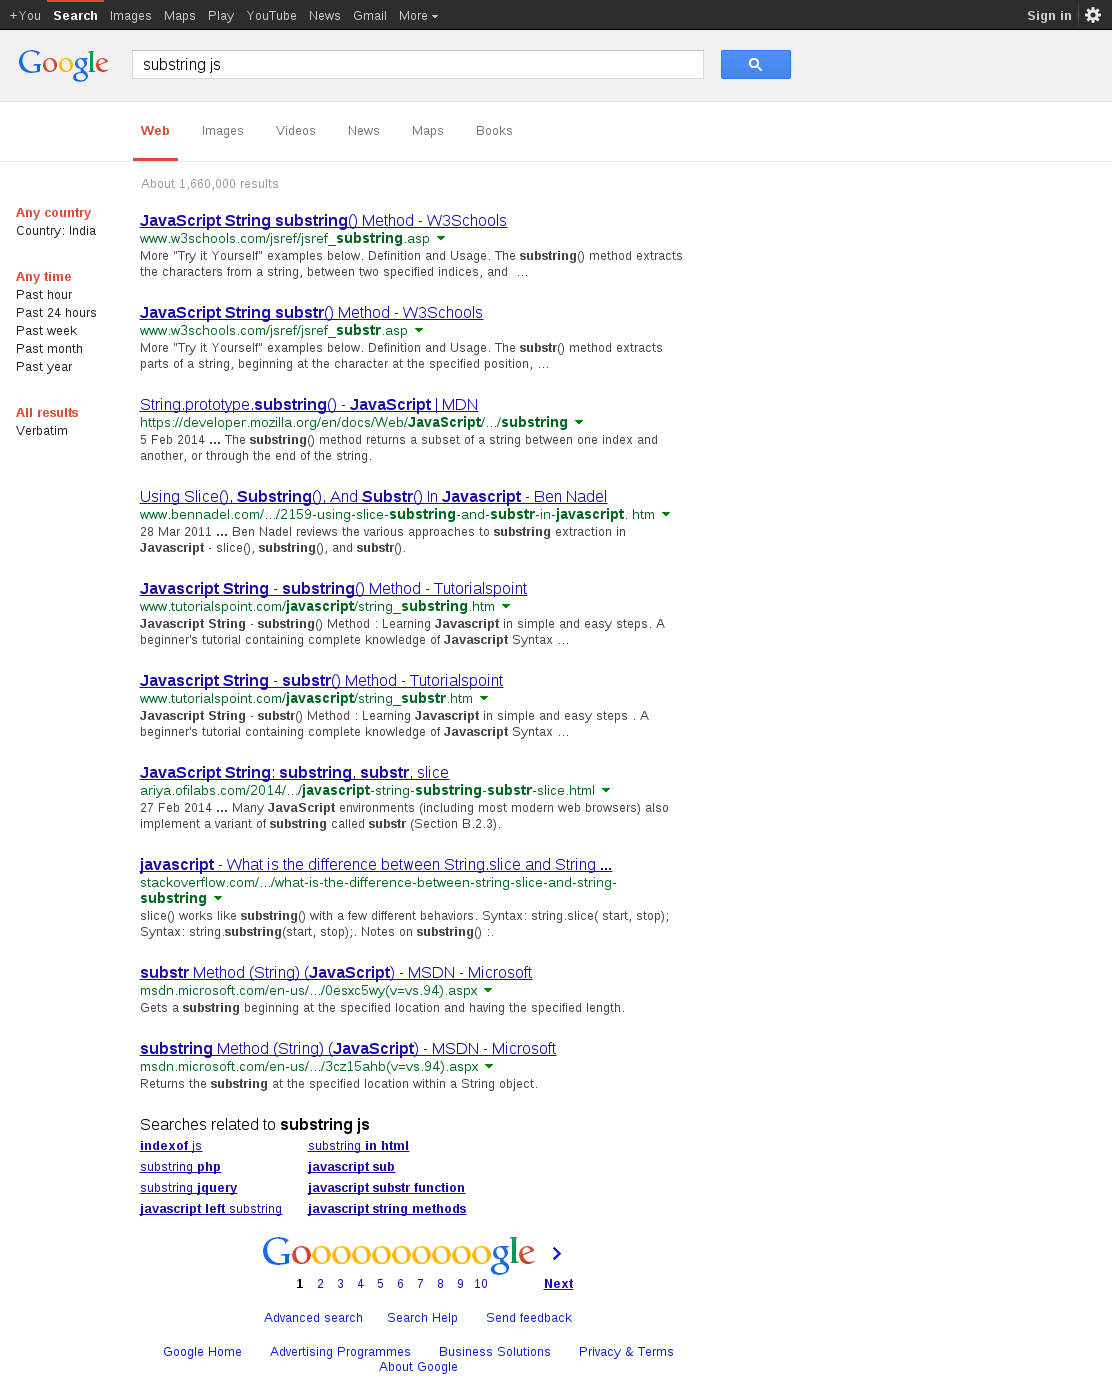 +You Search Images Maps Play YouTube News Gmail More Sign in
Google substring js
Web Images Videos News Maps Books
About 1,660,000 results
Any country
Country: India
Any time
Past hour
Past 24 hours
Past week
Past month
Past year
All results
Verbatim
JavaScript String substring() Method - W3Schools
www.w3schools.com/jsref/jsref_substring.asp
More "Try it Yourself" examples below. Definition and Usage. The substring() method extracts
the characters from a string, between two specified indices, and ...
JavaScript String substr() Method - W3Schools
www.w3schools.com/jsref/jsref_substr.asp
More "Try it Yourself" examples below. Definition and Usage. The substr() method extracts
parts of a string, beginning at the character at the specified position, ...
String.prototype.substring() - JavaScript | MDN
https://developer.mozilla.org/en/docs/Web/JavaScript/.../substring
5 Feb 2014 ... The substring() method returns a subset of a string between one index and
another, or through the end of the string.
Using Slice(), Substring(), And Substr() In Javascript - Ben Nadel
www.bennadel.com/.../2159-using-slice-substring-and-substr-in-javascript. htm
28 Mar 2011 ... Ben Nadel reviews the various approaches to substring extraction in
Javascript - slice(), substring(), and substr().
Javascript String - substring() Method - Tutorialspoint
www.tutorialspoint.com/javascript/string_substring.htm
Javascript String - substring() Method : Learning Javascript in simple and easy steps. A
beginner's tutorial containing complete knowledge of Javascript Syntax ...
Javascript String - substr() Method - Tutorialspoint
www.tutorialspoint.com/javascript/string_substr.htm
Javascript String - substr() Method : Learning Javascript in simple and easy steps . A
beginner's tutorial containing complete knowledge of Javascript Syntax ...
JavaScript String: substring, substr, slice
ariya.ofilabs.com/2014/.../javascript-string-substring-substr-slice.html
27 Feb 2014 ... Many JavaScript environments (including most modern web browsers) also
implement a variant of substring called substr (Section B.2.3).
javascript - What is the difference between String.slice and String ...
stackoverflow.com/.../what-is-the-difference-between-string-slice-and-string-
substring
slice() works like substring() with a few different behaviors. Syntax: string.slice( start, stop);
Syntax: string.substring(start, stop);. Notes on substring() :.
substr Method (String) (JavaScript) - MSDN - Microsoft
msdn.microsoft.com/en-us/.../0esxc5wy(v=vs.94).aspx
Gets a substring beginning at the specified location and having the specified length.
substring Method (String) (JavaScript) - MSDN - Microsoft
msdn.microsoft.com/en-us/.../3cz15ahb(v=vs.94).aspx
Returns the substring at the specified location within a String object.
Searches related to substring js
indexof js substring in html
substring php javascript sub
substring jquery javascript substr function
javascript left substring javascript string methods
Goooooooooogle
1 2 3 4 5 6 7 8 9 10 Next
Advanced search Search Help Send feedback
Google Home Advertising Programmes Business Solutions Privacy & Terms
About Google